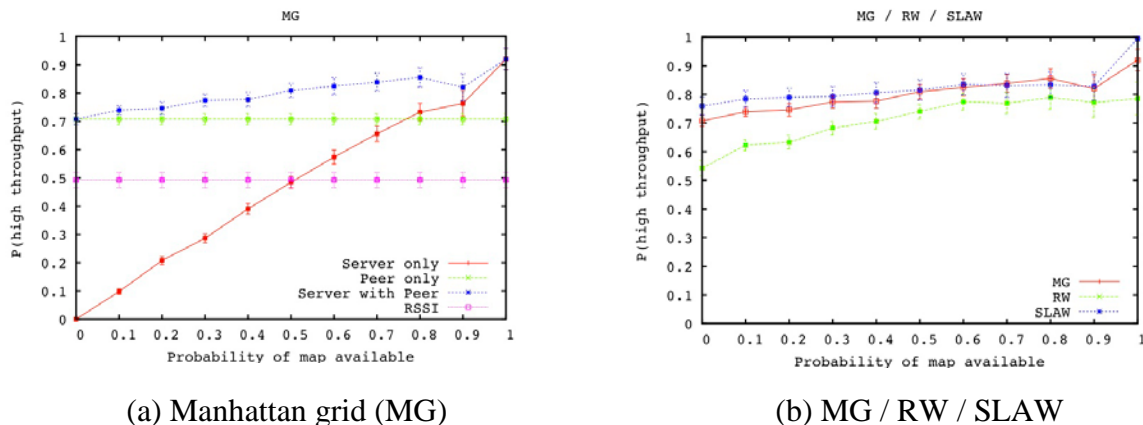 MG
P(high throughput)
1
0.9
0.8
0.7
0.6
0.5
0.4
0.3
0.2
0.1
0
Server only
Peer only
Server with Peer
RSSI
0 0.1 0.2 0.3 0.4 0.5 0.6 0.7 0.8 0.9 1
Probability of map available
(a) Manhattan grid (MG)
MG / RW / SLAW
P(high throughput)
1
0.9
0.8
0.7
0.6
0.5
0.4
0.3
0.2
0.1
0
MG
RW
SLAW
0 0.1 0.2 0.3 0.4 0.5 0.6 0.7 0.8 0.9 1
Probability of map available
(b) MG / RW / SLAW